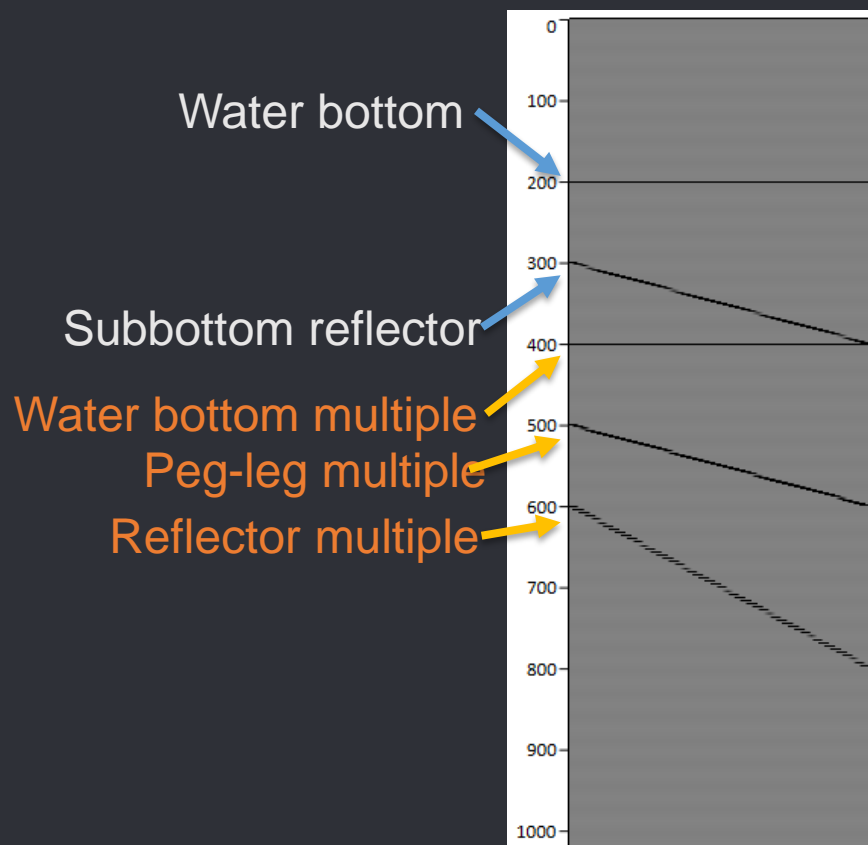 0
Water bottom
100
200
300
Subbottom reflector
400
Water bottom multiple
500
Peg-leg multiple
600
Reflector multiple
700
800
900
1000